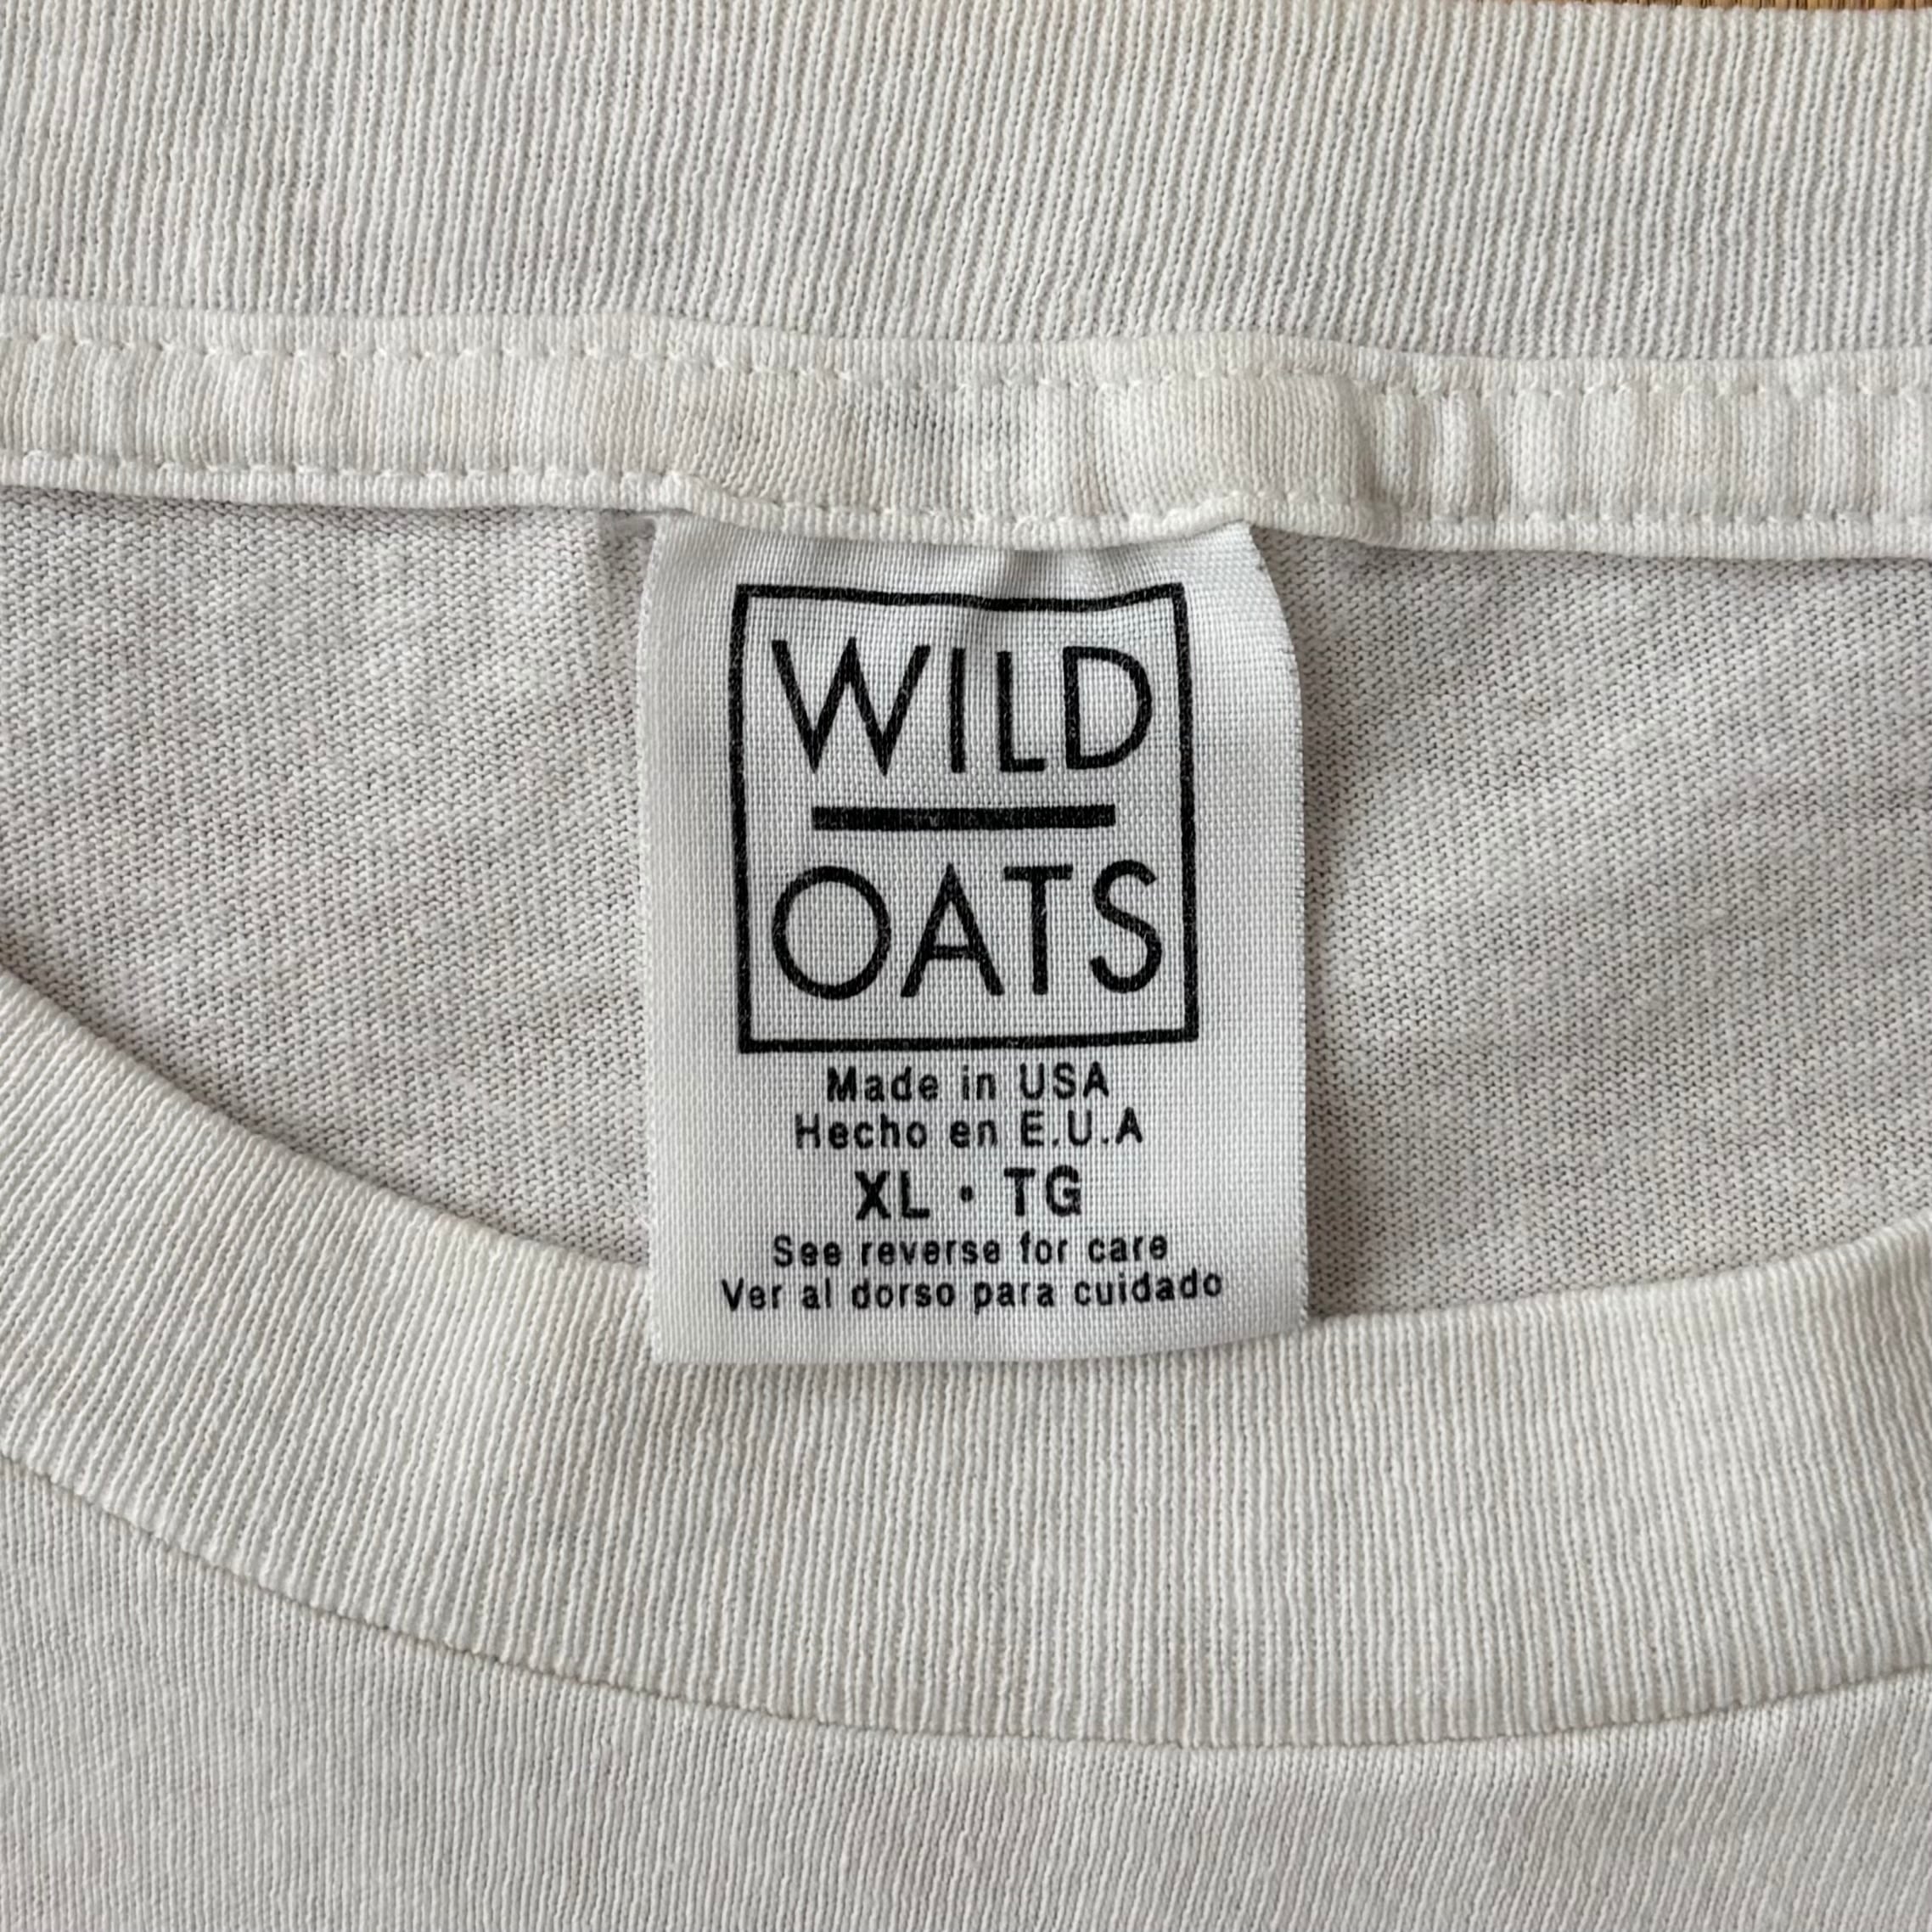 WILD
OATS
Made in USA
Hecho en E.U.A
XL • TG
See reverse for care
Ver al dorso para cuidado